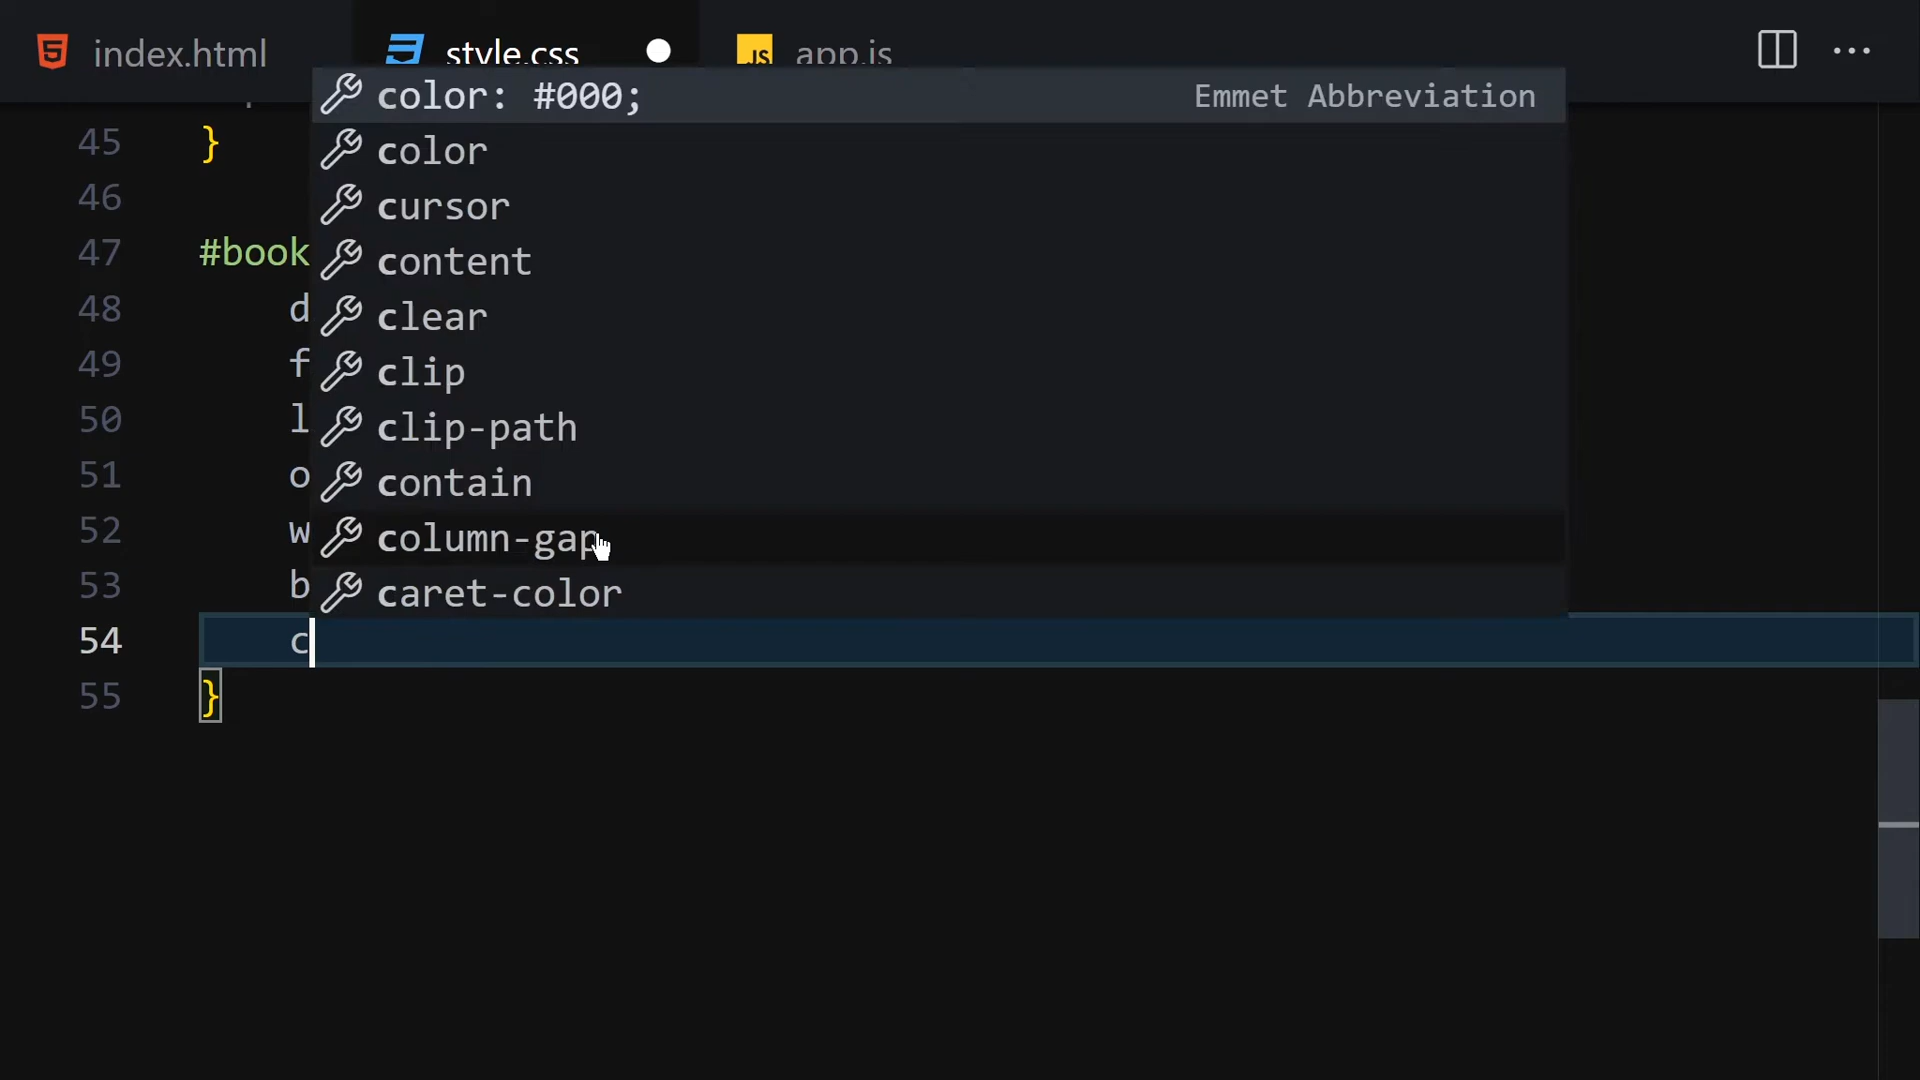 index.html style.css app.js
color: #000; Emmet Abbreviation
45 } color
46 cursor
47 #book content
48 d clear
49 f clip
50 l clip-path
51 o contain
52 w column-gap
53 b caret-color
54 c
55 }